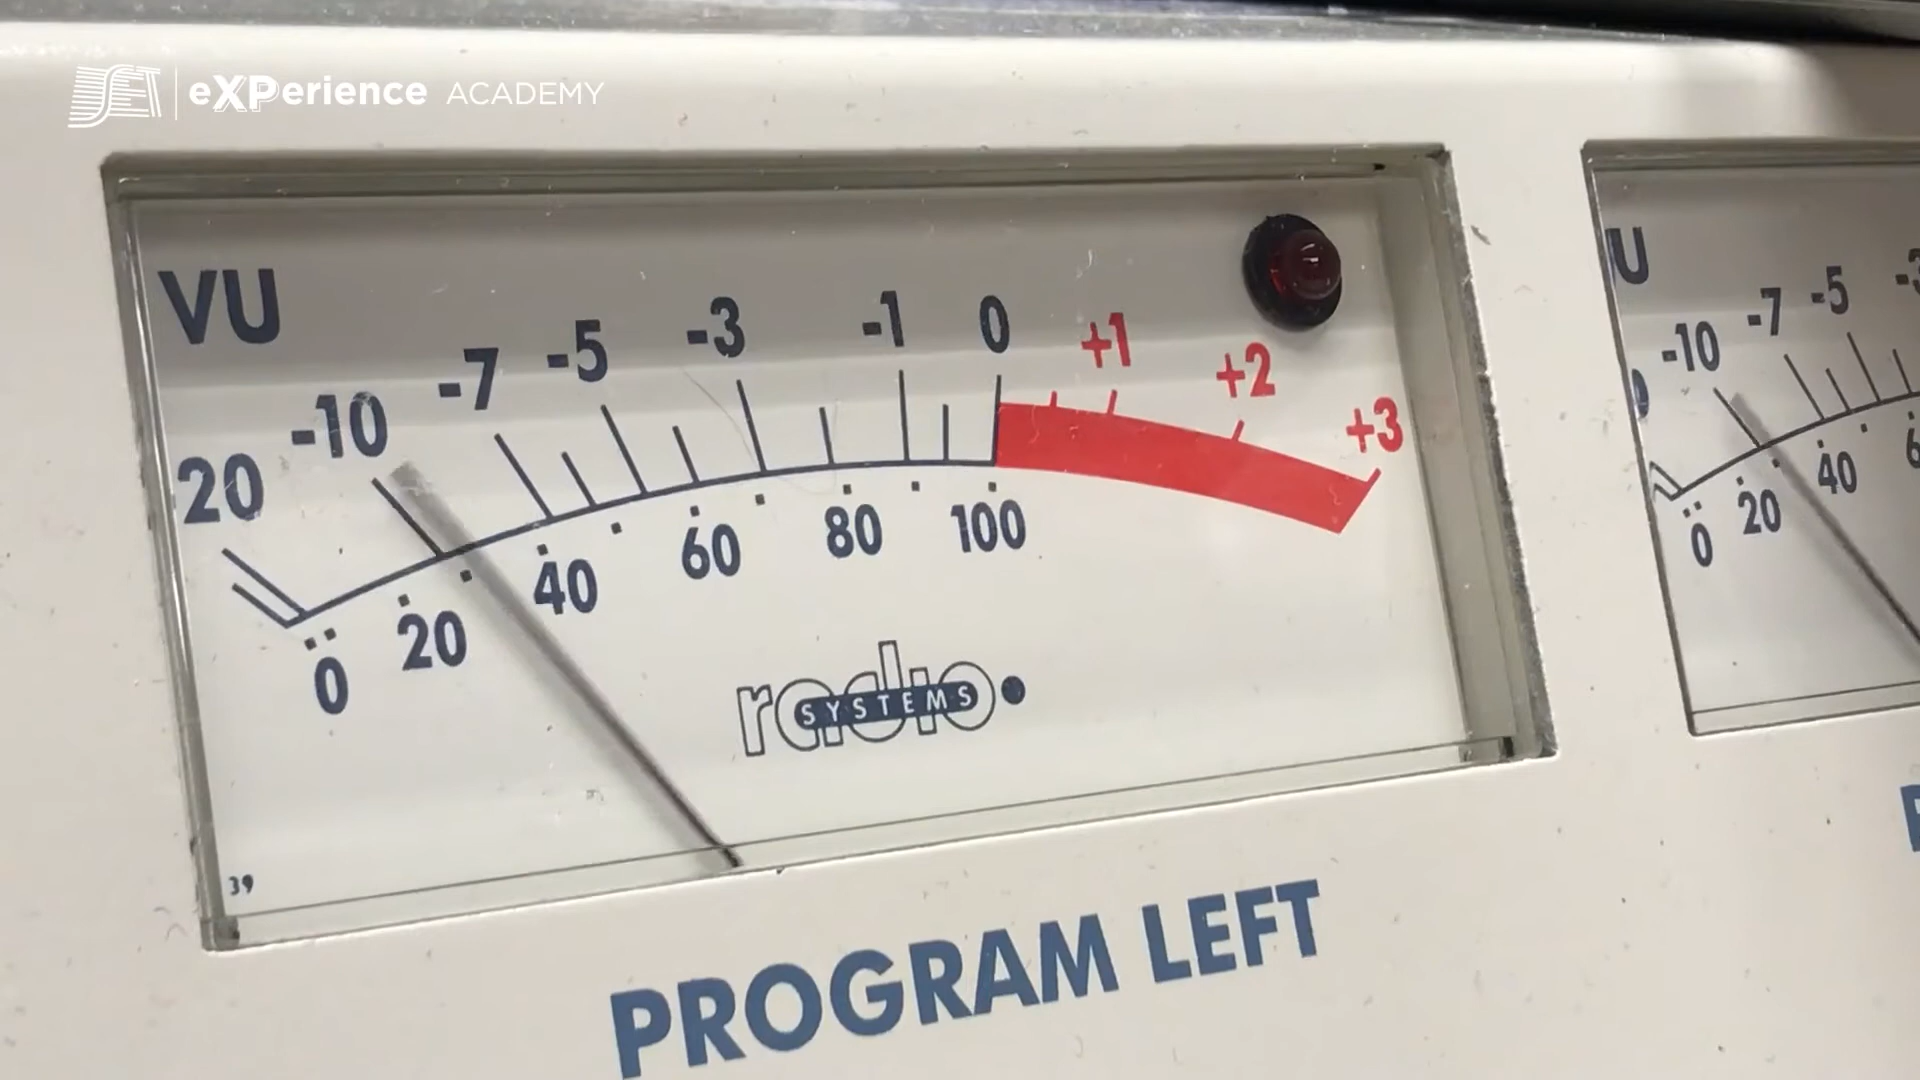 SET eXPerience ACADEMY
VU
20 -10 -7 -5 -3 -1 0 +1 +2 +3
0 20 40 60 80 100
radio
SYSTEMS
39
PROGRAM LEFT
U
-10 -7 -5
0 20 40